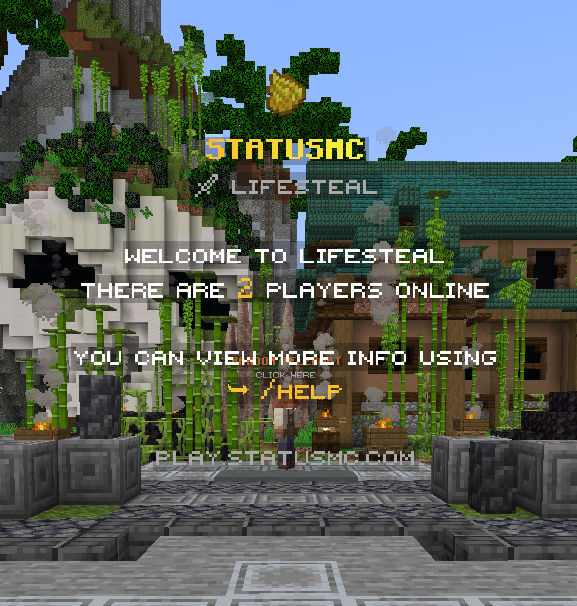 STATUSMC
LIFESTEAL
WELCOME TO LIFESTEAL
THERE ARE 2 PLAYERS ONLINE
YOU CAN VIEW MORE INFO USING
CLICK HERE
↪ /HELP
PLAY.STATUSMC.COM